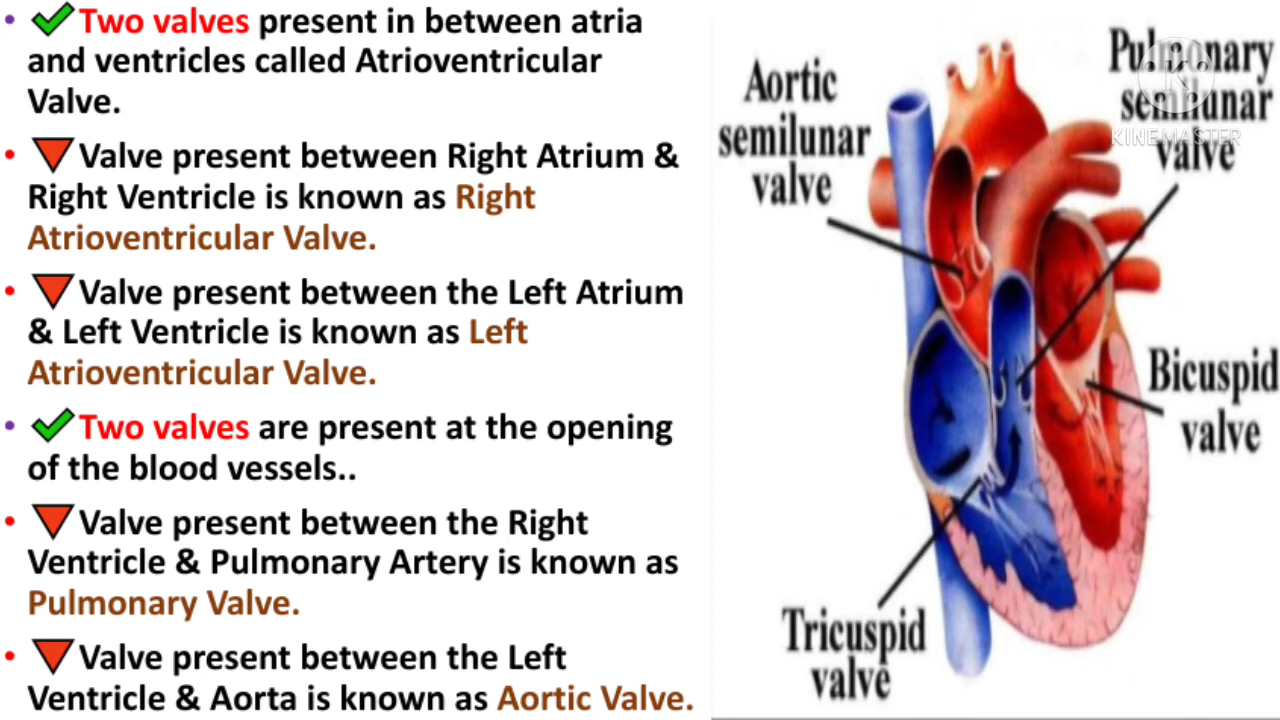 • ✔Two valves present in between atria
and ventricles called Atrioventricular
Valve.
• 🔻Valve present between Right Atrium &
Right Ventricle is known as Right
Atrioventricular Valve.
• 🔻Valve present between the Left Atrium
& Left Ventricle is known as Left
Atrioventricular Valve.
• ✔Two valves are present at the opening
of the blood vessels..
• 🔻Valve present between the Right
Ventricle & Pulmonary Artery is known as
Pulmonary Valve.
• 🔻Valve present between the Left
Ventricle & Aorta is known as Aortic Valve.
Aortic
semilunar
valve
Pulmonary
semilunar
valve
K
KINEMASTER
Bicuspid
valve
Tricuspid
valve